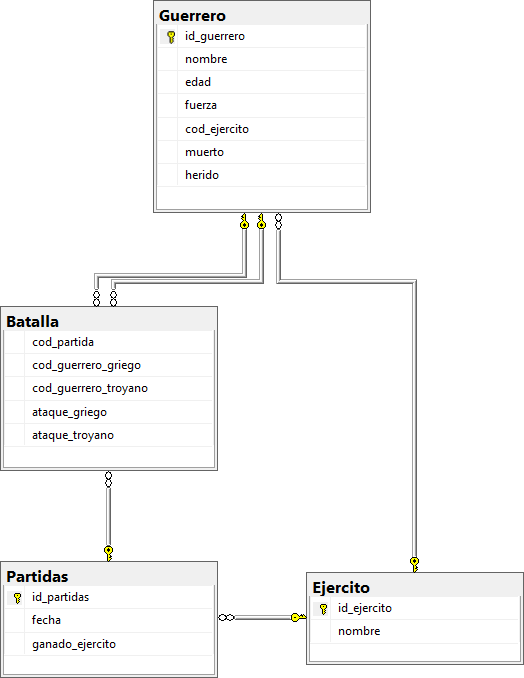 Guerrero
id_guerrero
nombre
edad
fuerza
cod_ejercito
muerto
herido
Batalla
cod_partida
cod_guerrero_griego
cod_guerrero_troyano
ataque_griego
ataque_troyano
Partidas
id_partidas
fecha
ganado_ejercito
Ejercito
id_ejercito
nombre